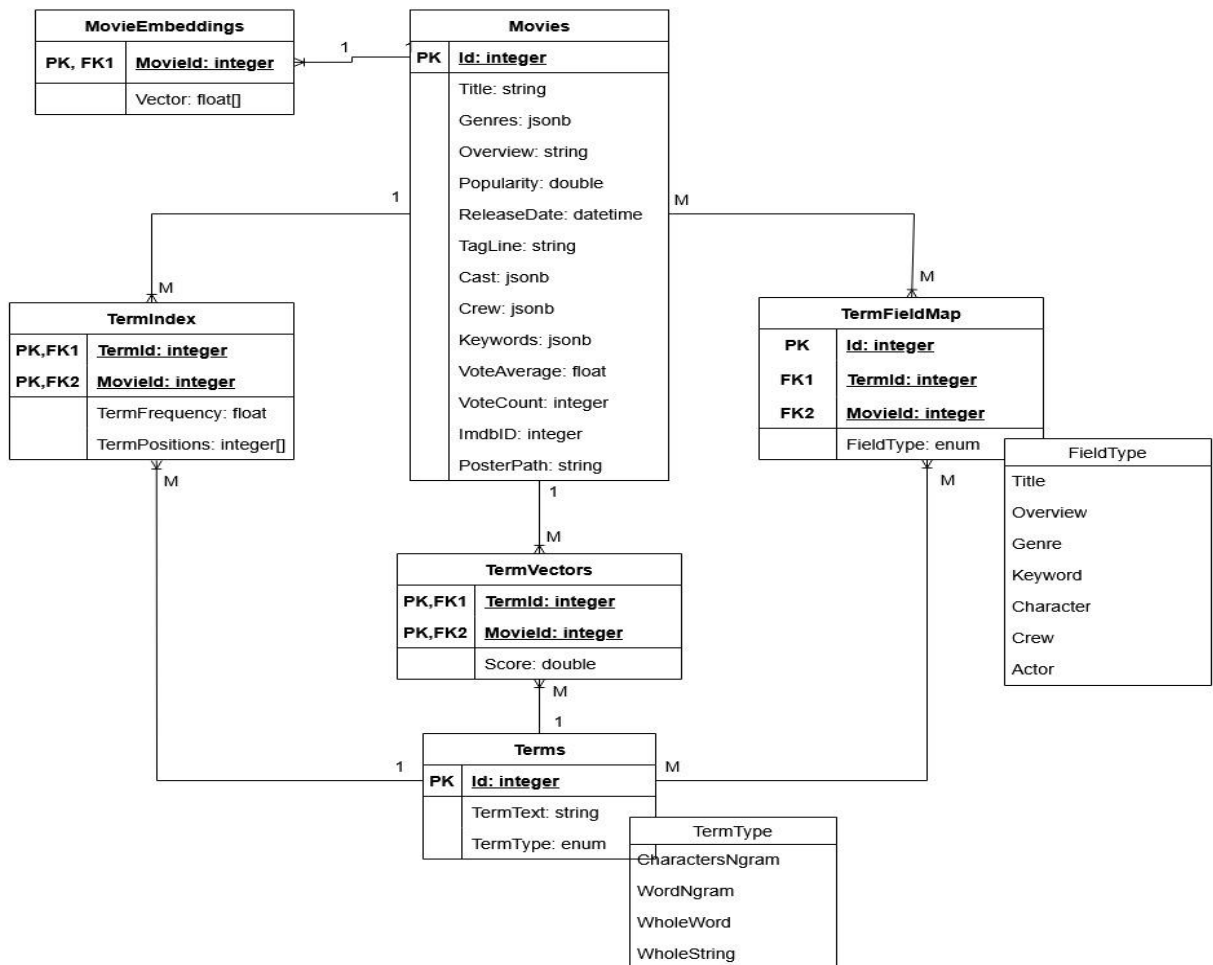 MovieEmbeddings
PK, FK1 MovieId: integer
Vector: float[]
1
1
Movies
PK Id: integer
Title: string
Genres: jsonb
Overview: string
Popularity: double
ReleaseDate: datetime
TagLine: string
Cast: jsonb
Crew: jsonb
Keywords: jsonb
VoteAverage: float
VoteCount: integer
ImdbID: integer
PosterPath: string
1
M
M
M
TermIndex
PK,FK1 TermId: integer
PK,FK2 MovieId: integer
TermFrequency: float
TermPositions: integer[]
M
TermFieldMap
PK Id: integer
FK1 TermId: integer
FK2 MovieId: integer
FieldType: enum
M
FieldType
Title
Overview
Genre
Keyword
Character
Crew
Actor
1
M
TermVectors
PK,FK1 TermId: integer
PK,FK2 MovieId: integer
Score: double
M
1
1
M
Terms
PK Id: integer
TermText: string
TermType: enum
TermType
CharactersNgram
WordNgram
WholeWord
WholeString